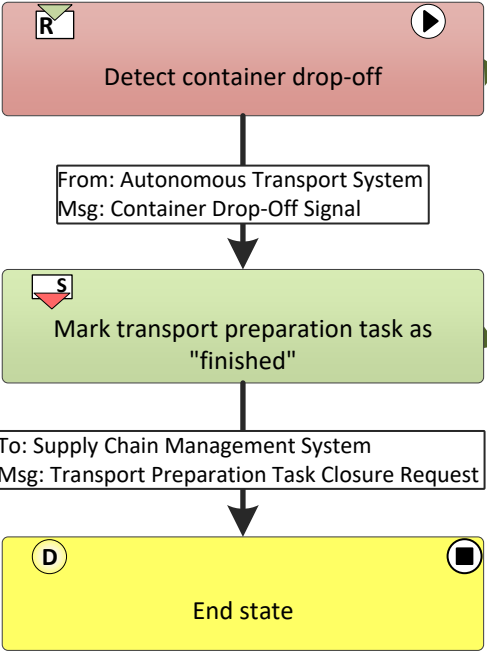 R
Detect container drop-off
From: Autonomous Transport System
Msg: Container Drop-Off Signal
S
Mark transport preparation task as
"finished"
To: Supply Chain Management System
Msg: Transport Preparation Task Closure Request
D
End state